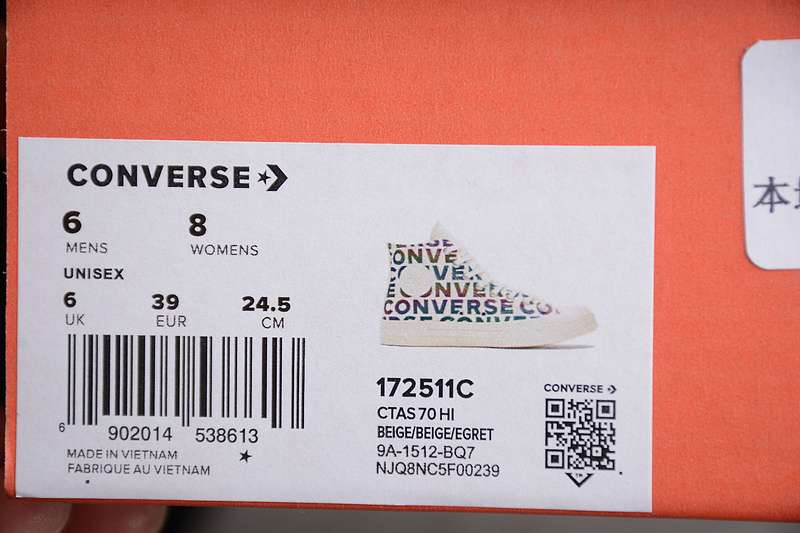 CONVERSE
6
MENS
8
WOMENS
UNISEX
6
UK
39
EUR
24.5
CM
6 902014 538613
MADE IN VIETNAM
FABRIQUE AU VIETNAM
CONVERSE CO
172511C
CTAS 70 HI
BEIGE/BEIGE/EGRET
9A-1512-BQ7
NJQ8NC5F00239
CONVERSE
本